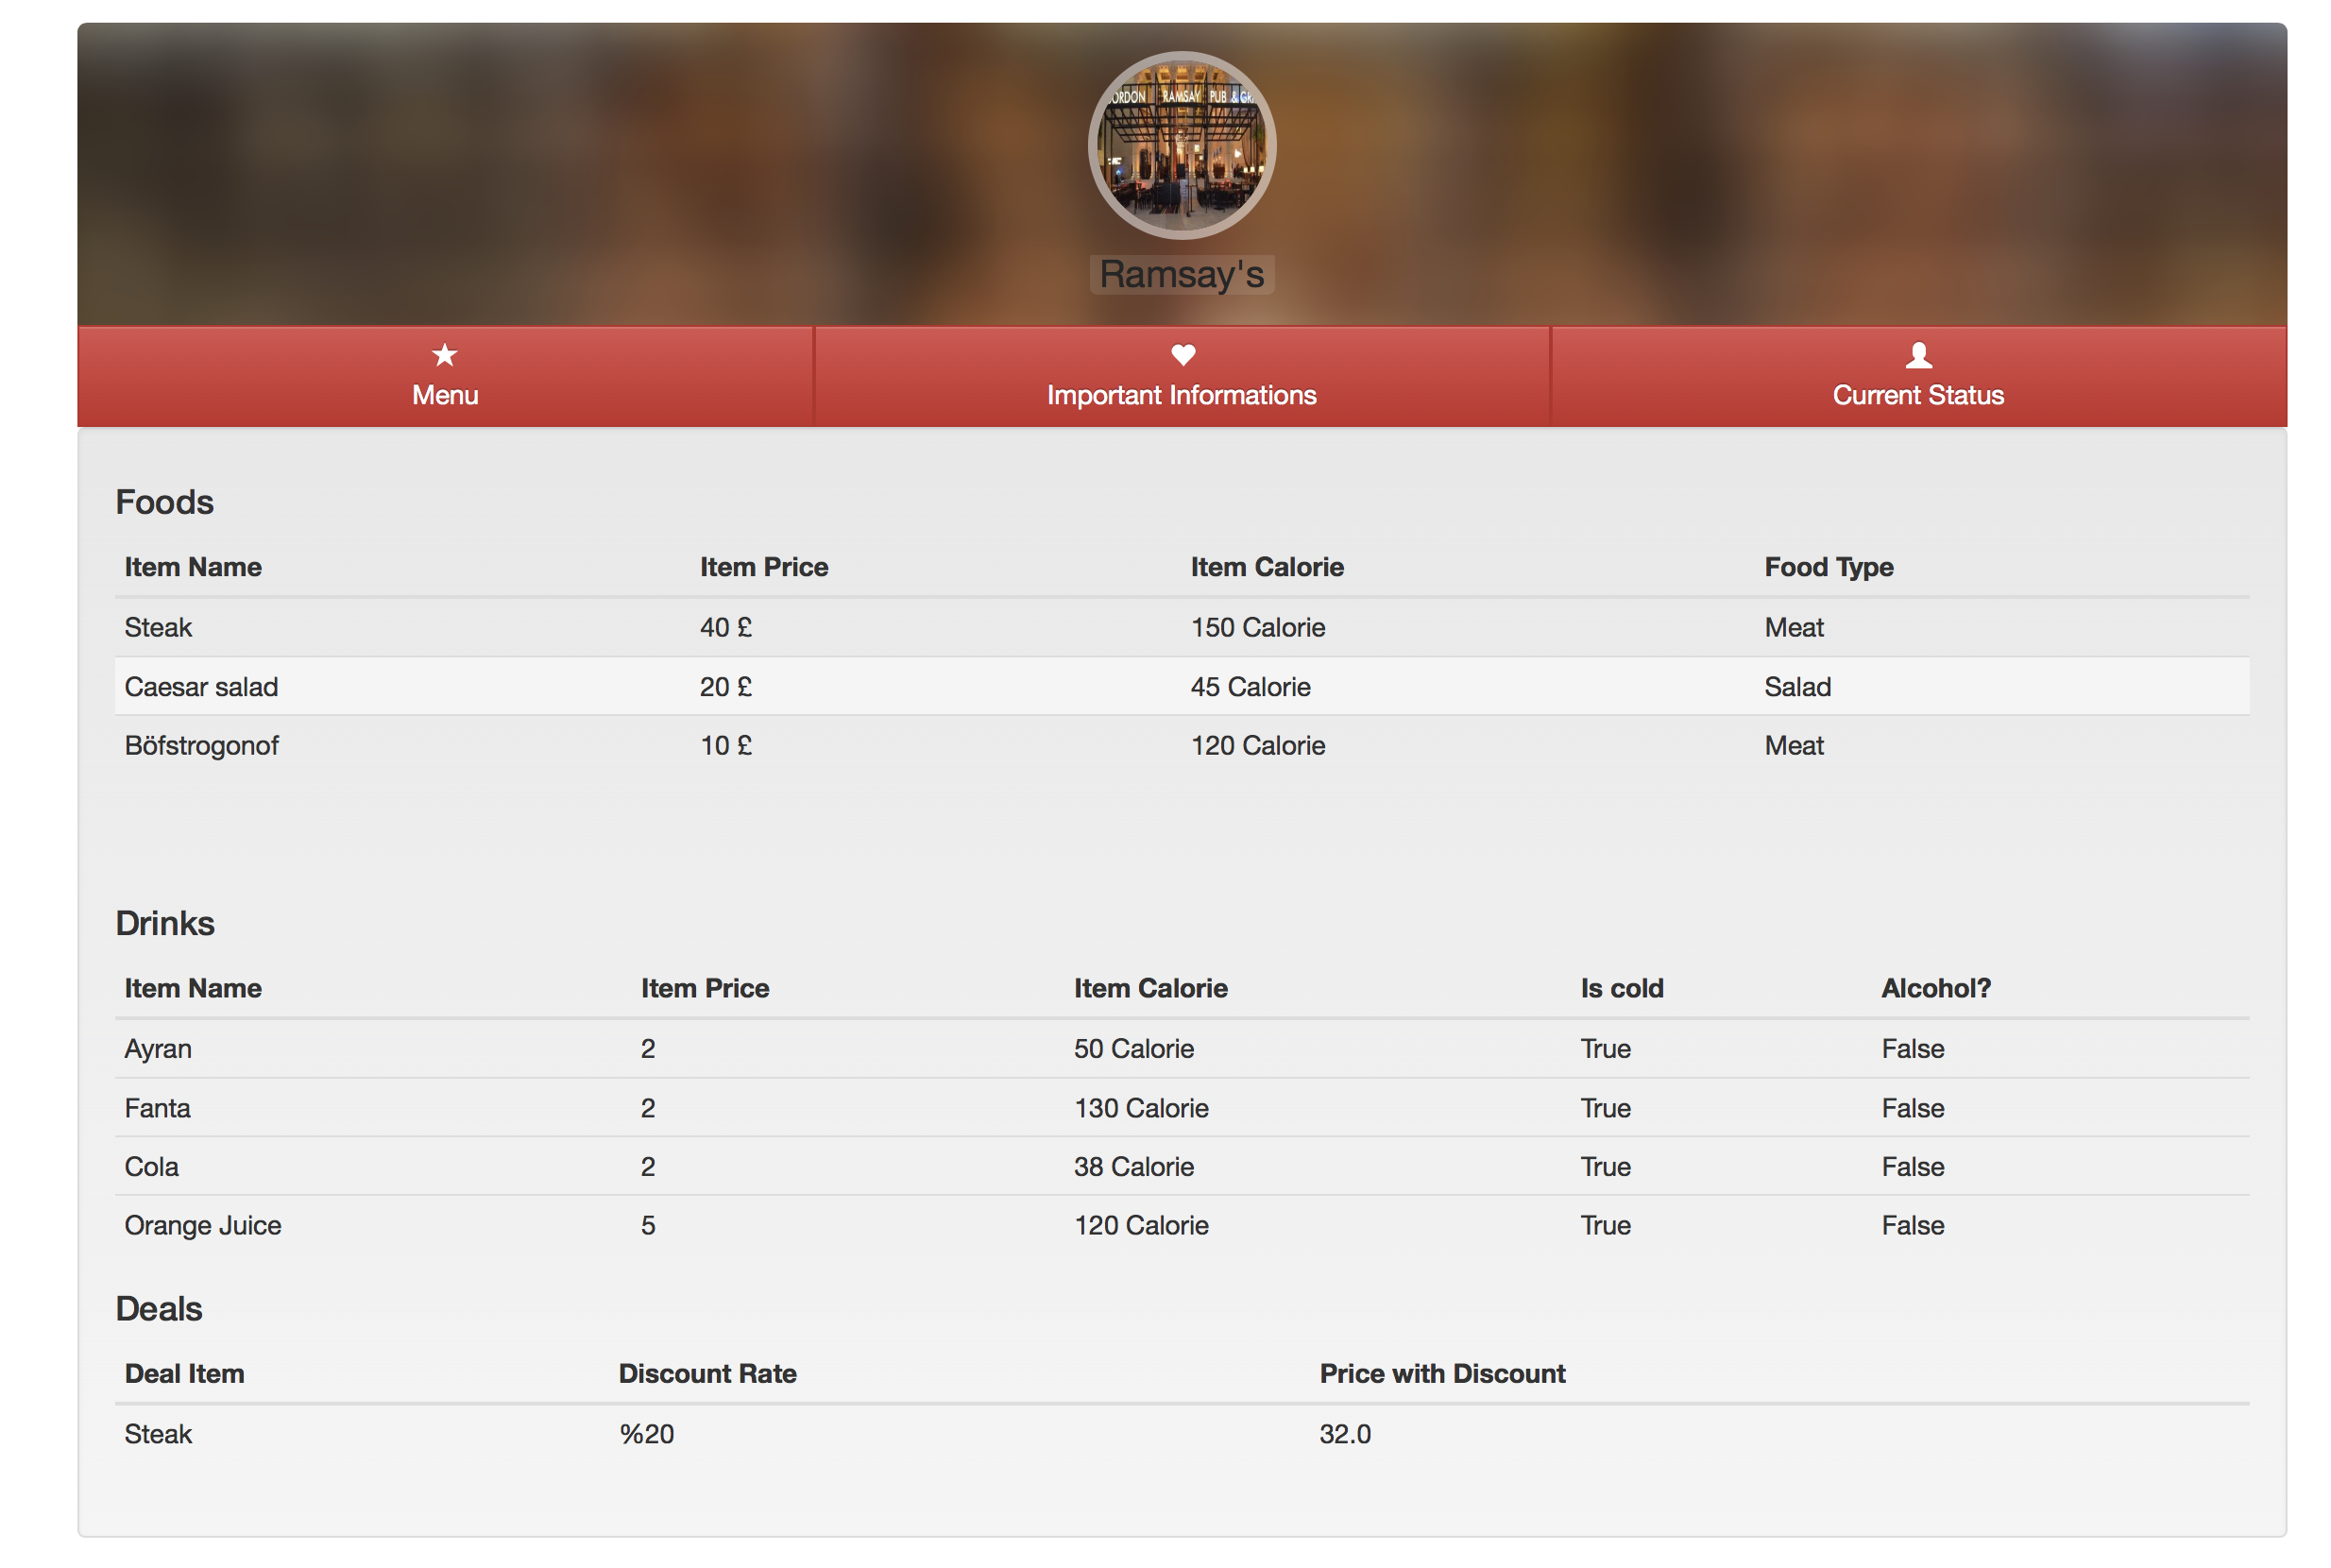 GORDON RAMSAY PUB & GR
Ramsay's
Menu
Important Informations
Current Status
Foods
Item Name Item Price Item Calorie Food Type
Steak 40 £ 150 Calorie Meat
Caesar salad 20 £ 45 Calorie Salad
Böfstrogonof 10 £ 120 Calorie Meat
Drinks
Item Name Item Price Item Calorie Is cold Alcohol?
Ayran 2 50 Calorie True False
Fanta 2 130 Calorie True False
Cola 2 38 Calorie True False
Orange Juice 5 120 Calorie True False
Deals
Deal Item Discount Rate Price with Discount
Steak %20 32.0